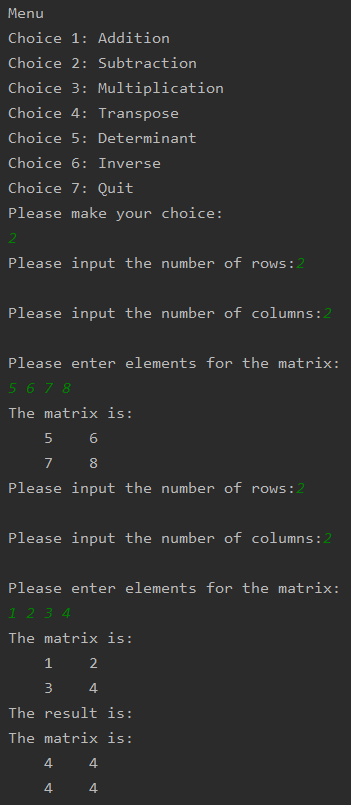 Menu
Choice 1: Addition
Choice 2: Subtraction
Choice 3: Multiplication
Choice 4: Transpose
Choice 5: Determinant
Choice 6: Inverse
Choice 7: Quit
Please make your choice:
2
Please input the number of rows:2
Please input the number of columns:2
Please enter elements for the matrix:
5 6 7 8
The matrix is:
5 6
7 8
Please input the number of rows:2
Please input the number of columns:2
Please enter elements for the matrix:
1 2 3 4
The matrix is:
1 2
3 4
The result is:
The matrix is:
4 4
4 4